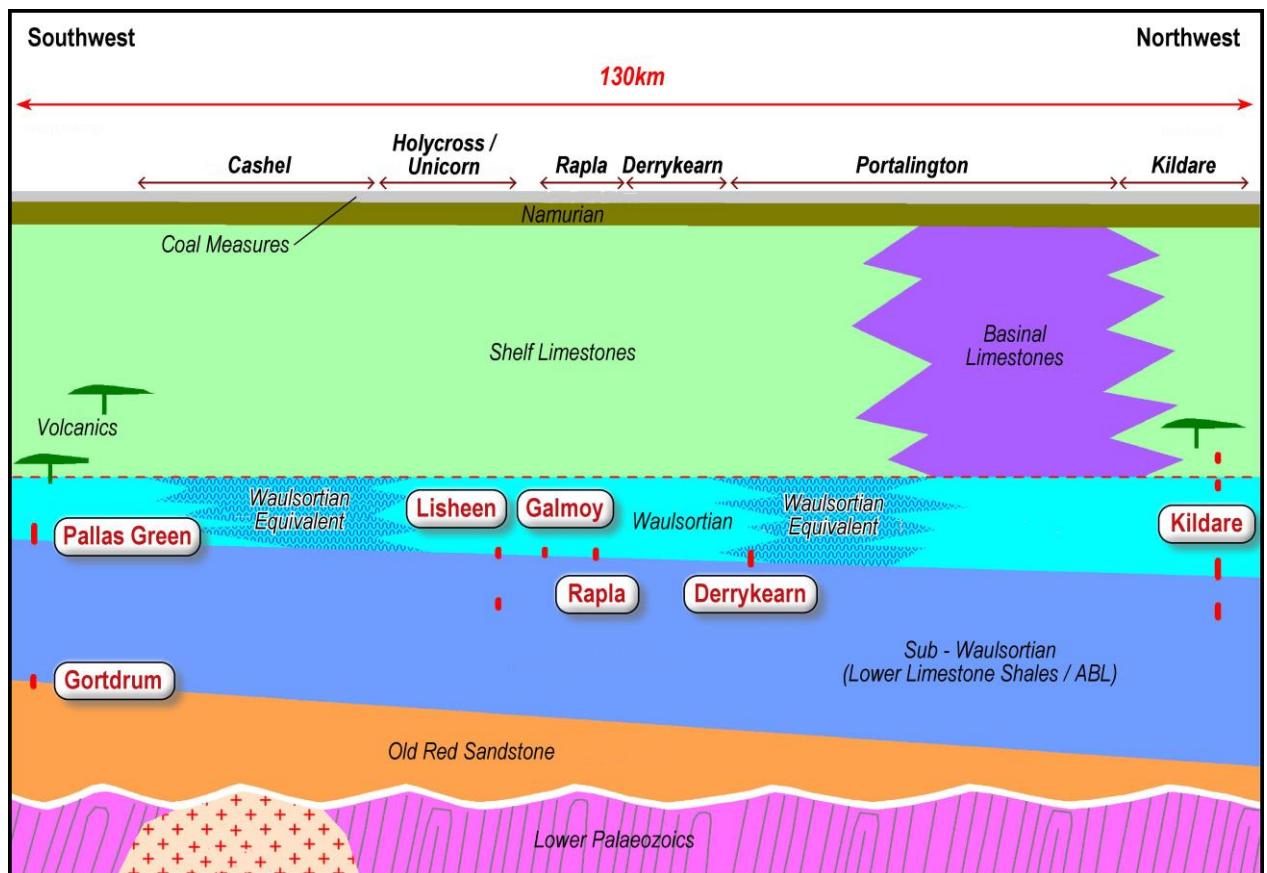 Southwest
Northwest
130km
Cashel
Holycross /
Unicorn
Rapla
Derrykearn
Portalington
Kildare
Namurian
Coal Measures
Shelf Limestones
Basinal
Limestones
Volcanics
Waulsortian
Equivalent
Lisheen
Galmoy
Waulsortian
Waulsortian
Equivalent
Kildare
Pallas Green
Rapla
Derrykearn
Sub - Waulsortian
(Lower Limestone Shales / ABL)
Gortdrum
Old Red Sandstone
Lower Palaeozoics